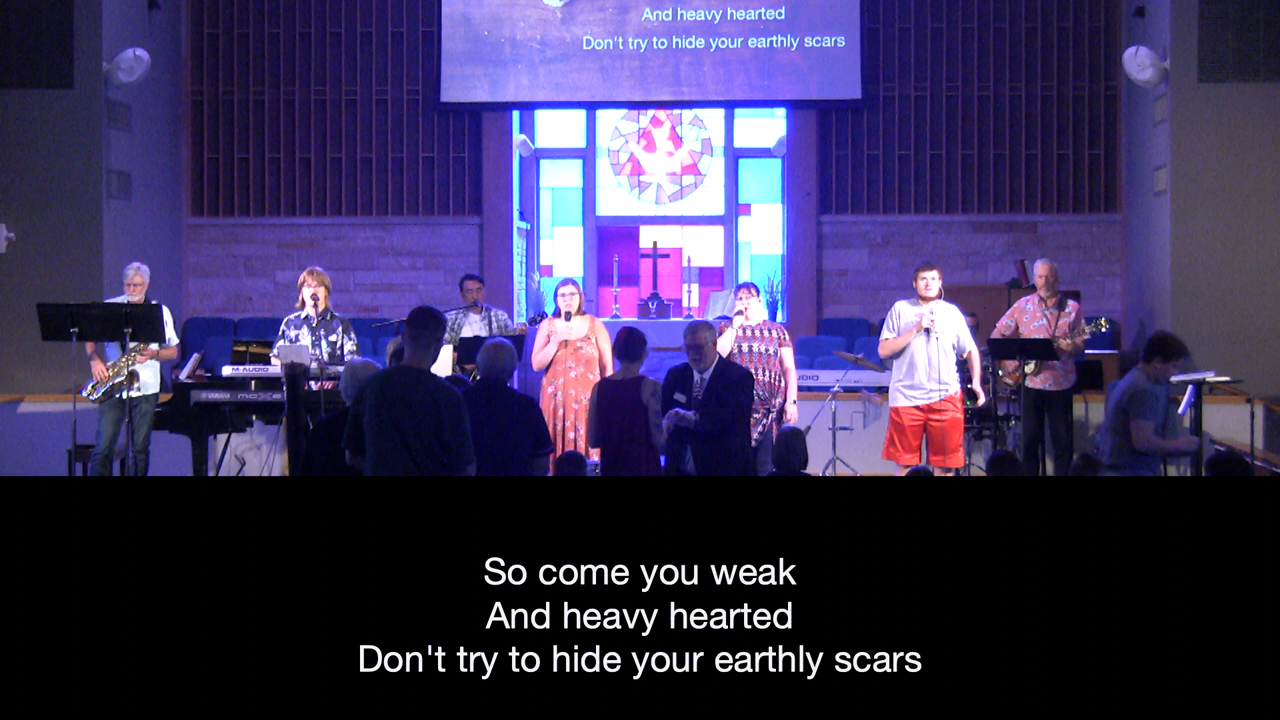 And heavy hearted
Don't try to hide your earthly scars
M-AUDIO
YAMAHA
So come you weak
And heavy hearted
Don't try to hide your earthly scars